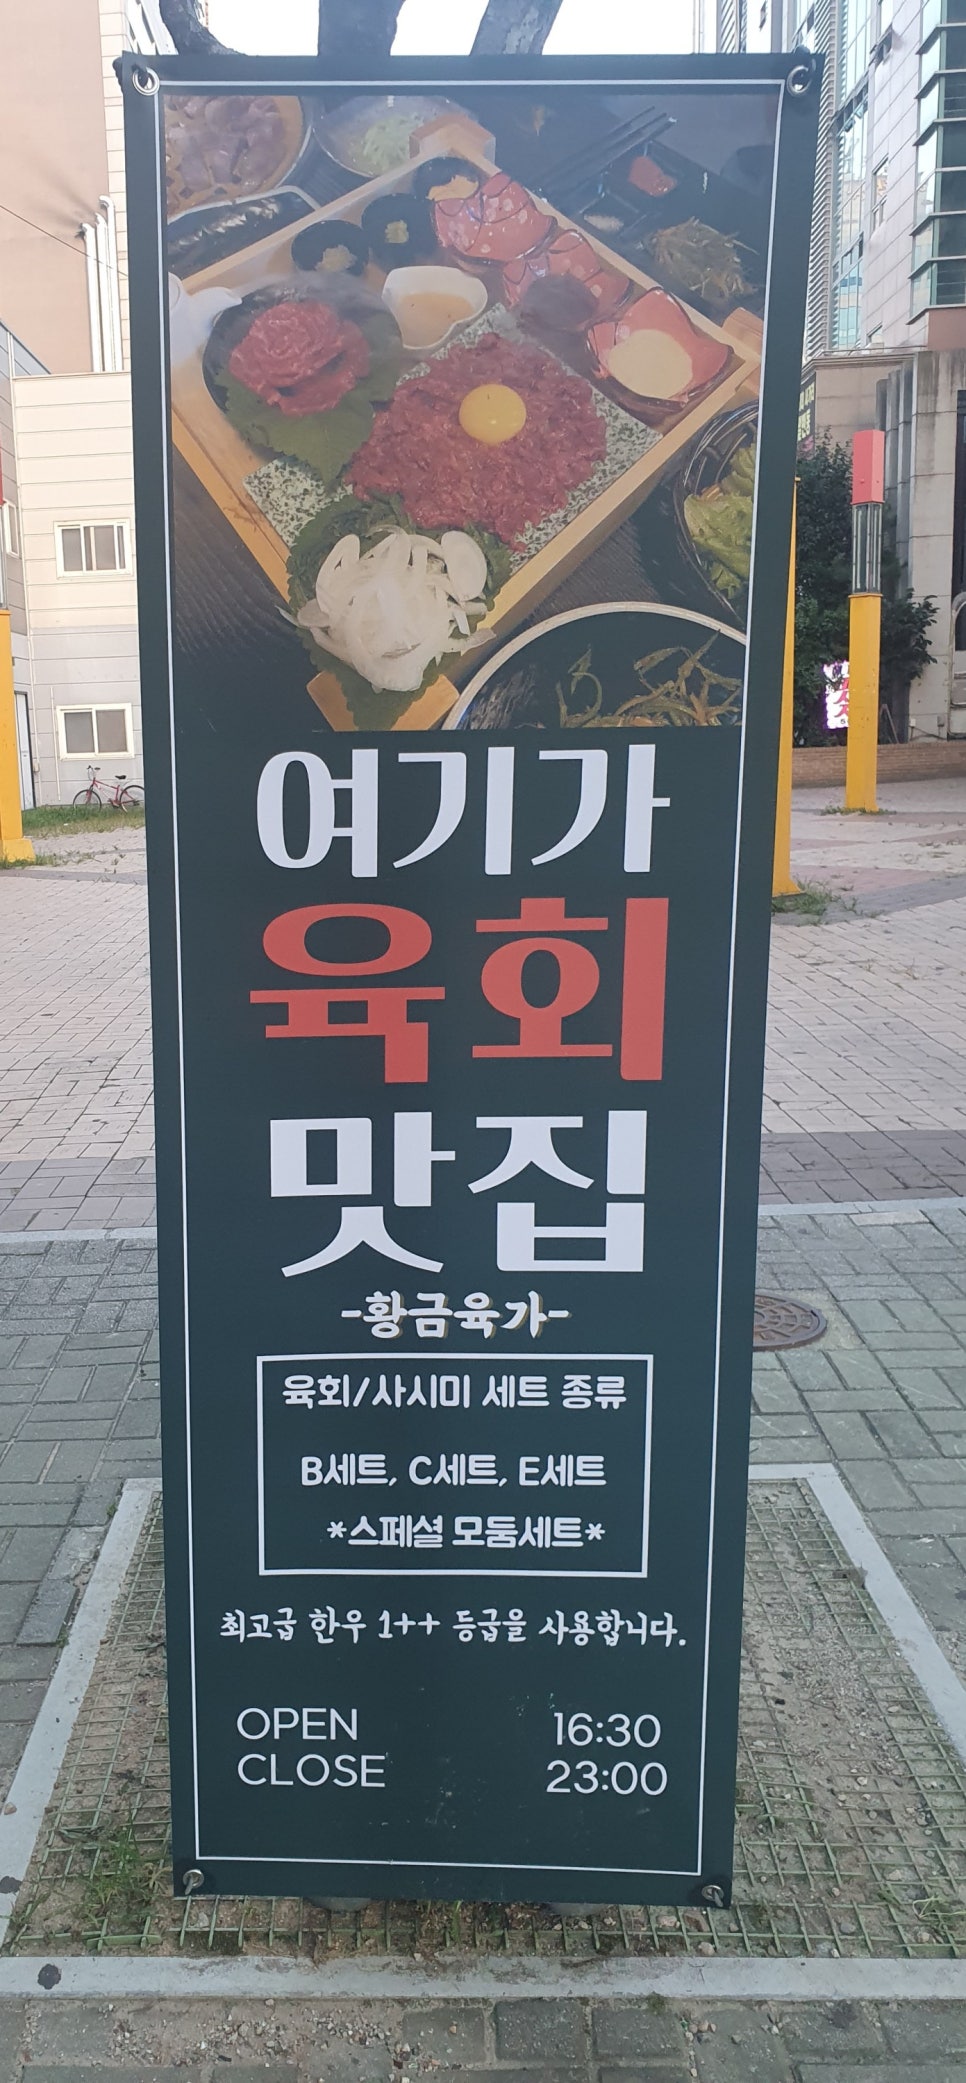 여기가
육회
맛집
-황금육가-
육회/사시미 세트 종류
B세트, C세트, E세트
*스페셜 모둠세트*
최고급 한우 1++ 등급을 사용합니다.
OPEN 16:30
CLOSE 23:00